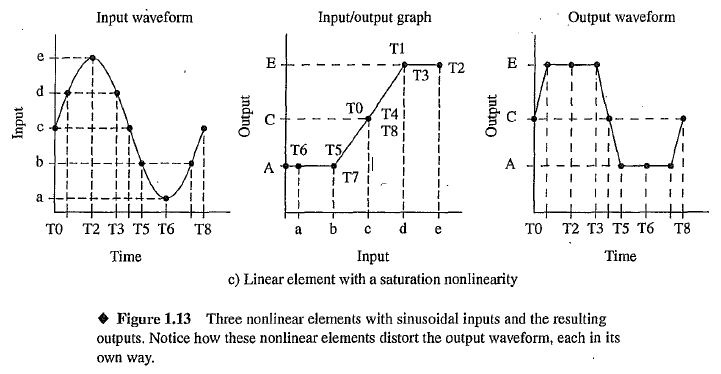 Input waveform
Input/output graph
Output waveform
e
d
c
b
a
Input
T0
T2
T3
T5
T6
T8
Time
E
C
A
Output
T1
T3
T2
T0
T4
T8
T6
T5
T7
a
b
c
d
e
Input
E
C
A
Output
T0
T2
T3
T5
T6
T8
Time
c) Linear element with a saturation nonlinearity
◆ Figure 1.13 Three nonlinear elements with sinusoidal inputs and the resulting
outputs. Notice how these nonlinear elements distort the output waveform, each in its
own way.